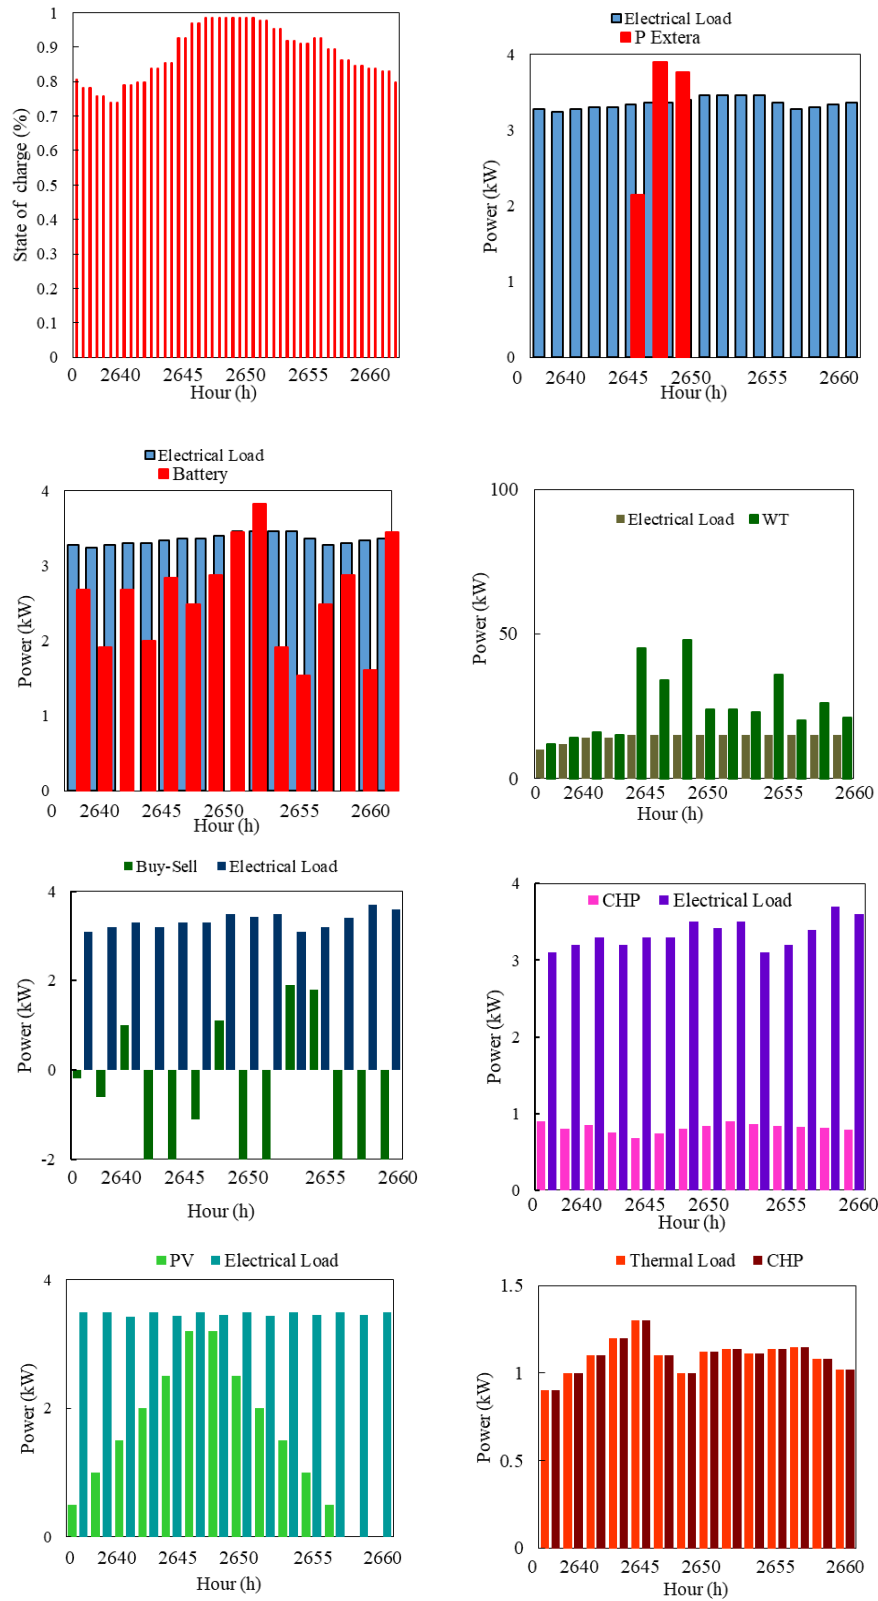 1
0.9
0.8
0.7
0.6
0.5
0.4
0.3
0.2
0.1
0
State of charge (%)
0 2640 2645 2650 2655 2660
Hour (h)
Electrical Load
P Extera
4
3
2
1
0
Power (kW)
0 2640 2645 2650 2655 2660
Hour (h)
Electrical Load
Battery
4
3
2
1
0
Power (kW)
0 2640 2645 2650 2655 2660
Hour (h)
100
50
0
Electrical Load WT
Power (kW)
0 2640 2645 2650 2655 2660
Hour (h)
Buy-Sell Electrical Load
4
2
0
-2
Power (kW)
0 2640 2645 2650 2655 2660
Hour (h)
4
3
2
1
0
CHP Electrical Load
Power (kW)
0 2640 2645 2650 2655 2660
Hour (h)
PV Electrical Load
4
2
0
Power (kW)
0 2640 2645 2650 2655 2660
Hour (h)
Thermal Load CHP
1.5
1
0.5
0
Power (kW)
0 2640 2645 2650 2655 2660
Hour (h)